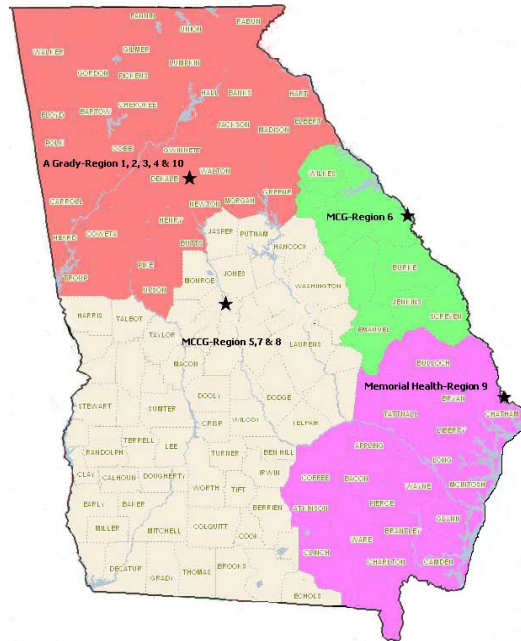 FANNIN
RABUN
UNION
WALKER
GILMER
LUMPKIN
GORDON
PICKENS
HALL
BANKS
HART
CHEROKEE
FLOYD
BARTOW
ELBERT
JACKSON
MADISON
POLK
COBB
GWINNETT
A Grady-Region 1, 2, 3, 4 & 10
WALTON
DEKALB
WILKES
GREENE
CARROLL
NEWTON
MORGAN
HENRY
MCG-Region 6
HEARD
COWETA
BUTTS
JASPER
PUTNAM
HANCOCK
PIKE
BURKE
TROUP
UPSON
MONROE
JONES
WASHINGTON
JENKINS
HARRIS
TALBOT
SCREVEN
EMANUEL
TAYLOR
MCCG-Region 5,7 & 8
LAURENS
MACON
BULLOCH
Memorial Health-Region 9
DOOLY
DODGE
BRYAN
STEWART
SUMTER
CHATHAM
CRISP
WILCOX
TELFAIR
TATTNALL
LIBERTY
TERRELL
LEE
APPLING
RANDOLPH
TURNER
BEN HILL
LONG
CLAY
CALHOUN
DOUGHERTY
IRWIN
COFFEE
BACON
WAYNE
MCINTOSH
WORTH
TIFT
EARLY
BAKER
BERRIEN
ATKINSON
PIERCE
GLYNN
MILLER
MITCHELL
COLQUITT
COOK
WARE
BRANTLEY
CLINCH
DECATUR
GRADY
THOMAS
BROOKS
CHARLTON
CAMDEN
ECHOLS